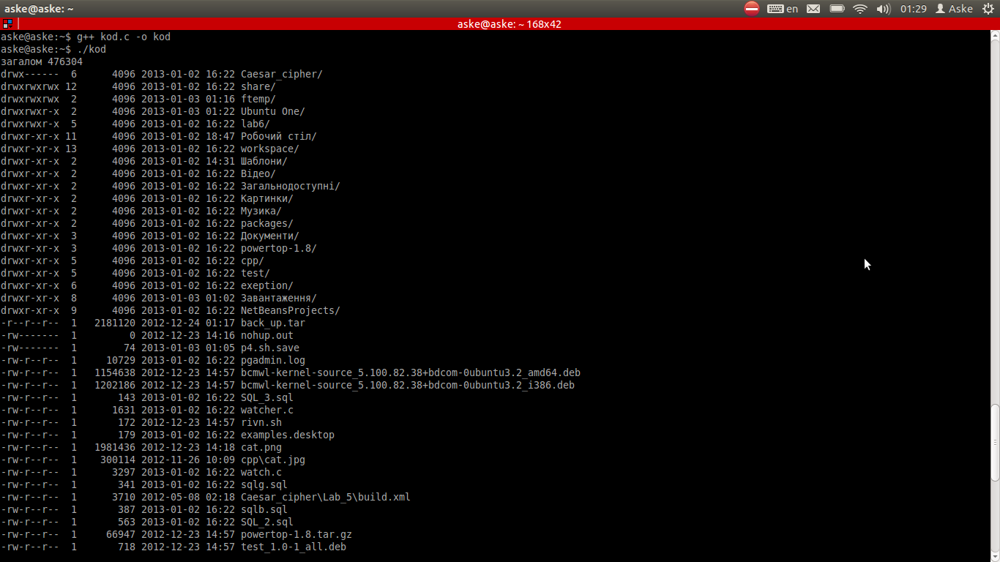 aske@aske: ~ en 01:29 Aske
aske@aske: ~ 168x42
aske@aske:~$ g++ kod.c -o kod
aske@aske:~$ ./kod
загалом 476304
drwx------ 6 4096 2013-01-02 16:22 Caesar_cipher/
drwxrwxrwx 12 4096 2013-01-02 16:22 share/
drwxrwxrwx 2 4096 2013-01-03 01:16 ftemp/
drwxrwxr-x 2 4096 2013-01-03 01:22 Ubuntu One/
drwxrwxr-x 5 4096 2013-01-02 16:22 lab6/
drwxr-xr-x 11 4096 2013-01-02 18:47 Робочий стіл/
drwxr-xr-x 13 4096 2013-01-02 16:22 workspace/
drwxr-xr-x 2 4096 2013-01-02 14:31 Шаблони/
drwxr-xr-x 2 4096 2013-01-02 16:22 Відео/
drwxr-xr-x 2 4096 2013-01-02 16:22 Загальнодоступні/
drwxr-xr-x 2 4096 2013-01-02 16:22 Картинки/
drwxr-xr-x 2 4096 2013-01-02 16:22 Музика/
drwxr-xr-x 2 4096 2013-01-02 16:22 packages/
drwxr-xr-x 3 4096 2013-01-02 16:22 Документи/
drwxr-xr-x 3 4096 2013-01-02 16:22 powertop-1.8/
drwxr-xr-x 5 4096 2013-01-02 16:22 cpp/
drwxr-xr-x 5 4096 2013-01-02 16:22 test/
drwxr-xr-x 6 4096 2013-01-02 16:22 exeption/
drwxr-xr-x 8 4096 2013-01-03 01:02 Завантаження/
drwxr-xr-x 9 4096 2013-01-02 16:22 NetBeansProjects/
-r--r--r-- 1 2181120 2012-12-24 01:17 back_up.tar
-rw------- 1 0 2012-12-23 14:16 nohup.out
-rw------- 1 74 2013-01-03 01:05 p4.sh.save
-rw-r--r-- 1 10729 2013-01-02 16:22 pgadmin.log
-rw-r--r-- 1 1154638 2012-12-23 14:57 bcmwl-kernel-source_5.100.82.38+bdcom-0ubuntu3.2_amd64.deb
-rw-r--r-- 1 1202186 2012-12-23 14:57 bcmwl-kernel-source_5.100.82.38+bdcom-0ubuntu3.2_i386.deb
-rw-r--r-- 1 143 2013-01-02 16:22 SQL_3.sql
-rw-r--r-- 1 1631 2013-01-02 16:22 watcher.c
-rw-r--r-- 1 172 2012-12-23 14:57 rivn.sh
-rw-r--r-- 1 179 2013-01-02 16:22 examples.desktop
-rw-r--r-- 1 1981436 2012-12-23 14:18 cat.png
-rw-r--r-- 1 300114 2012-11-26 10:09 cpp\cat.jpg
-rw-r--r-- 1 3297 2013-01-02 16:22 watch.c
-rw-r--r-- 1 341 2013-01-02 16:22 sqlg.sql
-rw-r--r-- 1 3710 2012-05-08 02:18 Caesar_cipher\Lab_5\build.xml
-rw-r--r-- 1 387 2013-01-02 16:22 sqlb.sql
-rw-r--r-- 1 563 2013-01-02 16:22 SQL_2.sql
-rw-r--r-- 1 66947 2012-12-23 14:57 powertop-1.8.tar.gz
-rw-r--r-- 1 718 2012-12-23 14:57 test_1.0-1_all.deb